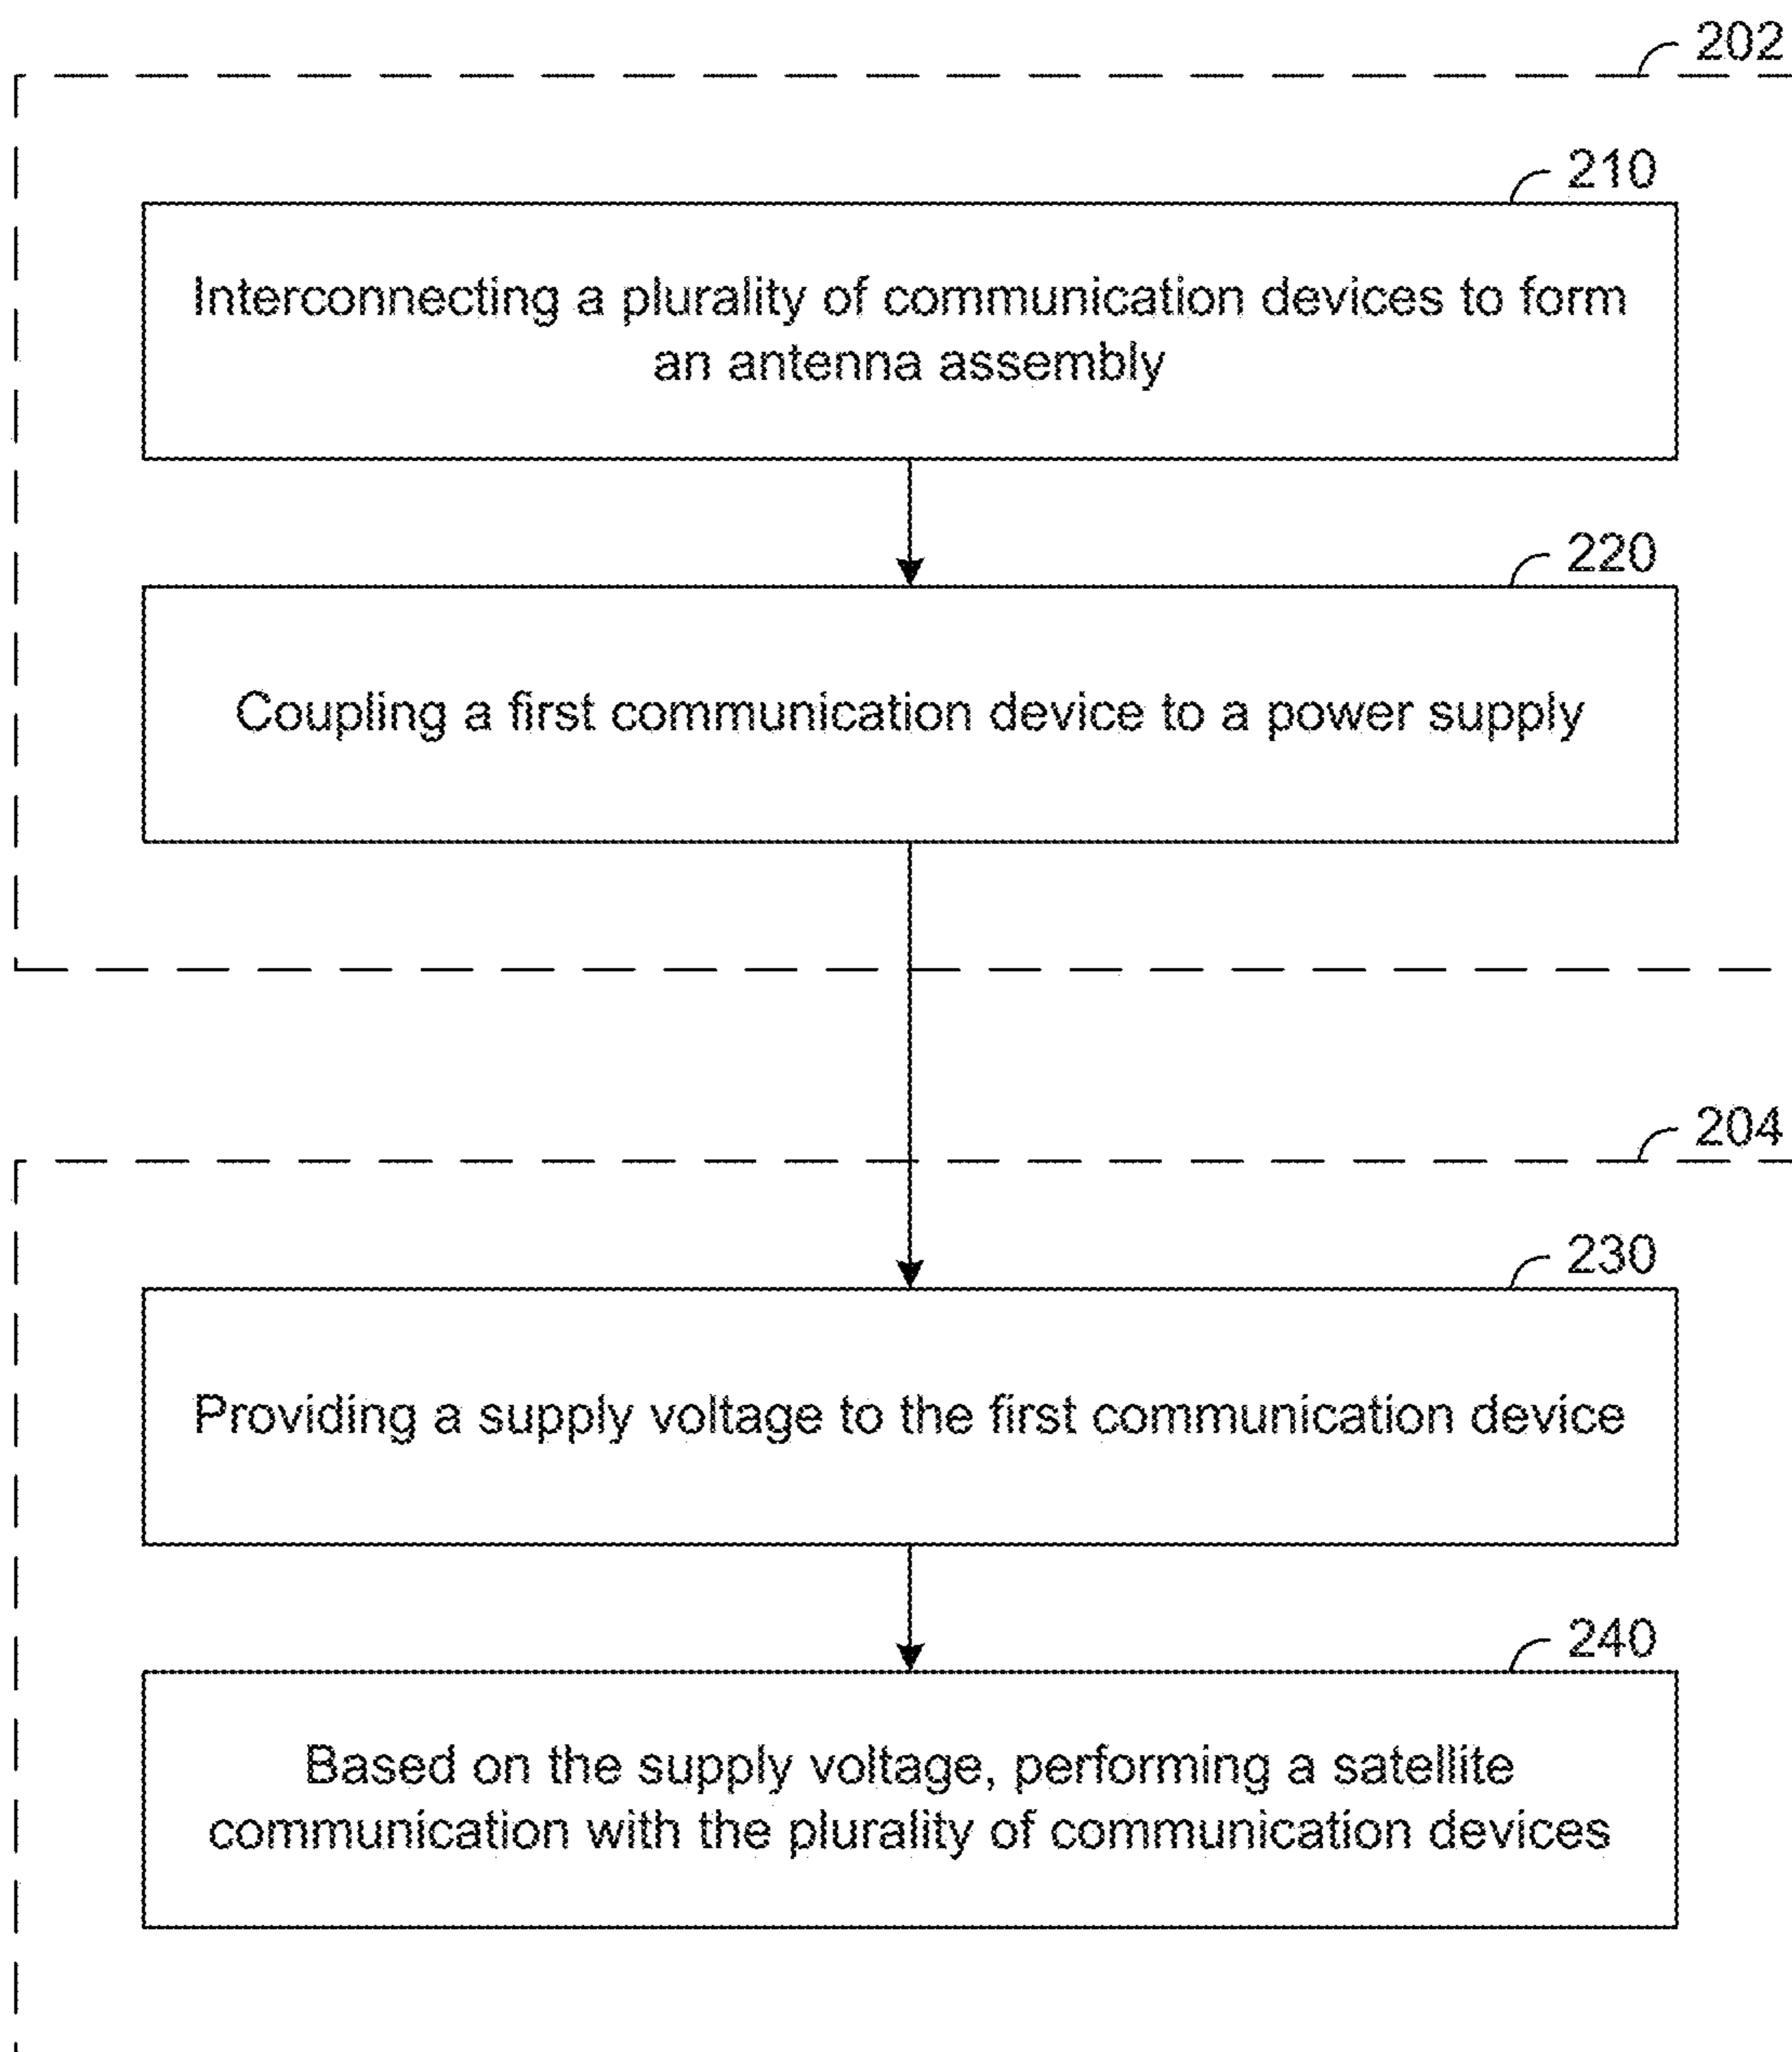 202
210
Interconnecting a plurality of communication devices to form
an antenna assembly
220
Coupling a first communication device to a power supply
204
230
Providing a supply voltage to the first communication device
240
Based on the supply voltage, performing a satellite
communication with the plurality of communication devices